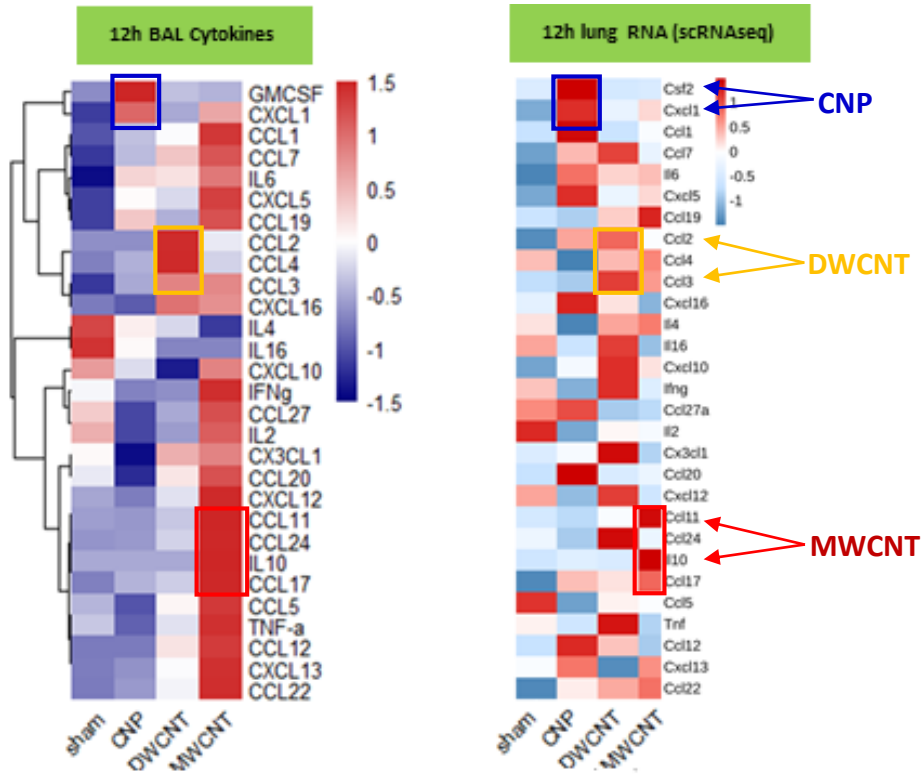 12h BAL Cytokines
GMCSF
CXCL1
CCL1
CCL7
IL6
CXCL5
CCL19
CCL2
CCL4
CCL3
CXCL16
IL4
IL16
CXCL10
IFNg
CCL27
IL2
CX3CL1
CCL20
CXCL12
CCL11
CCL24
IL10
CCL17
CCL5
TNF-a
CCL12
CXCL13
CCL22
1.5
1
0.5
0
-0.5
-1
-1.5
sham
CNP
DWCNT
MWCNT
12h lung RNA (scRNAseq)
Csf2
Cxcl1
Ccl1
Ccl7
Il6
Cxcl5
Ccl19
Ccl2
Ccl4
Ccl3
Cxcl16
Il4
Il16
Cxcl10
Ifng
Ccl27a
Il2
Cx3cl1
Ccl20
Cxcl12
Ccl11
Ccl24
Il10
Ccl17
Ccl5
Tnf
Ccl12
Cxcl13
Ccl22
1
0.5
0
-0.5
-1
sham
CNP
DWCNT
MWCNT
CNP
DWCNT
MWCNT